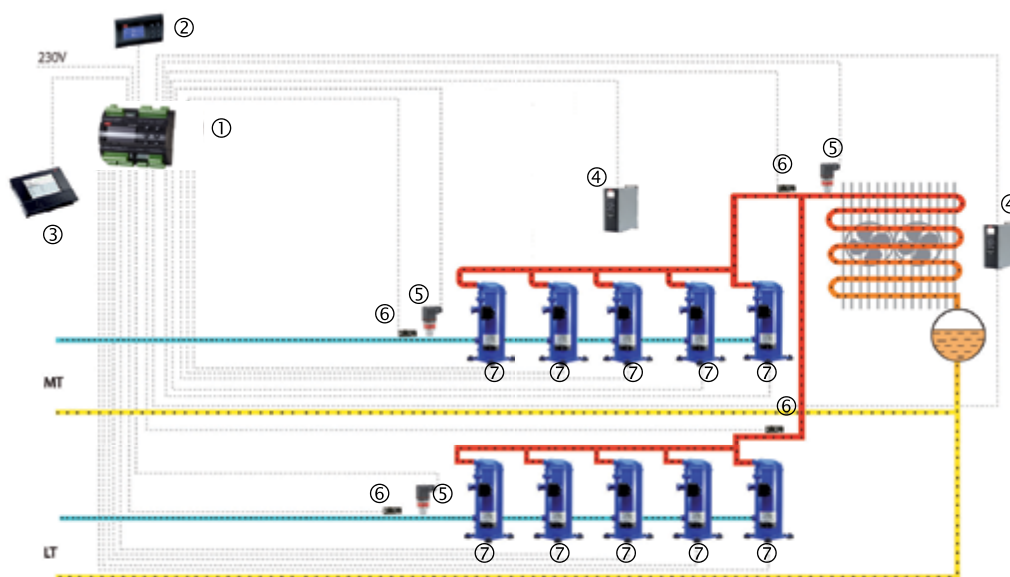 ②
230V
①
⑤
⑥
④
③
④
⑤
⑥
⑦ ⑦ ⑦ ⑦ ⑦
MT
⑥
⑥ ⑤
⑦ ⑦ ⑦ ⑦ ⑦
LT